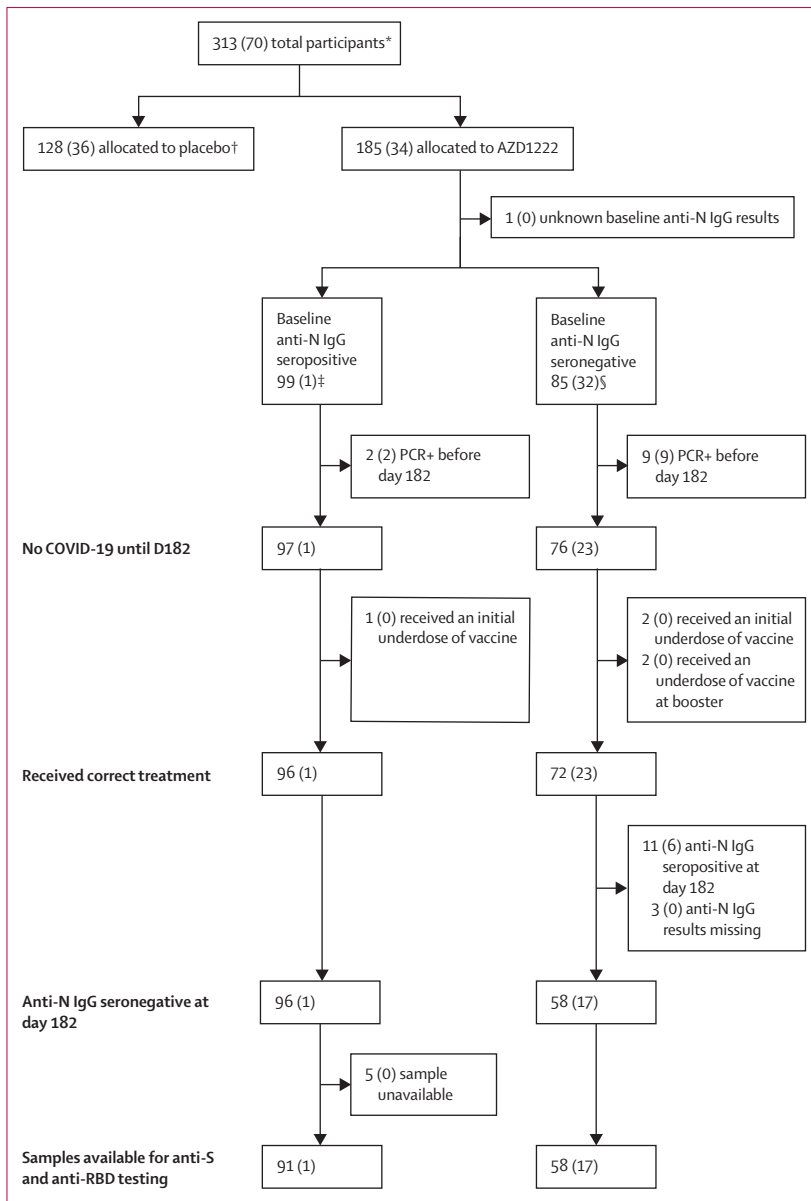 313 (70) total participants*
128 (36) allocated to placebo†
185 (34) allocated to AZD1222
1 (0) unknown baseline anti-N IgG results
Baseline
anti-N IgG
seropositive
99 (1)‡
Baseline
anti-N IgG
seronegative
85 (32)§
2 (2) PCR+ before
day 182
9 (9) PCR+ before
day 182
No COVID-19 until D182
97 (1)
76 (23)
1 (0) received an initial
underdose of vaccine
2 (0) received an initial
underdose of vaccine
2 (0) received an
underdose of vaccine
at booster
Received correct treatment
96 (1)
72 (23)
11 (6) anti-N IgG
seropositive at
day 182
3 (0) anti-N IgG
results missing
Anti-N IgG seronegative at
day 182
96 (1)
58 (17)
5 (0) sample
unavailable
Samples available for anti-S
and anti-RBD testing
91 (1)
58 (17)